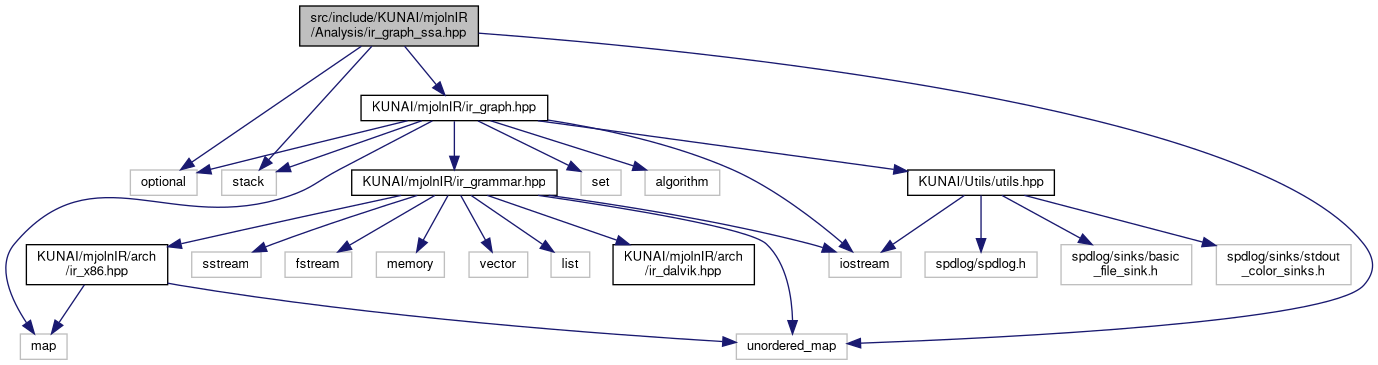 src/include/KUNAI/mjolnIR
/Analysis/ir_graph_ssa.hpp
KUNAI/mjolnIR/ir_graph.hpp
optional
stack
KUNAI/mjolnIR/ir_grammar.hpp
set
algorithm
KUNAI/Utils/utils.hpp
KUNAI/mjolnIR/arch
/ir_x86.hpp
sstream
fstream
memory
vector
list
KUNAI/mjolnIR/arch
/ir_dalvik.hpp
iostream
spdlog/spdlog.h
spdlog/sinks/basic
_file_sink.h
spdlog/sinks/stdout
_color_sinks.h
map
unordered_map